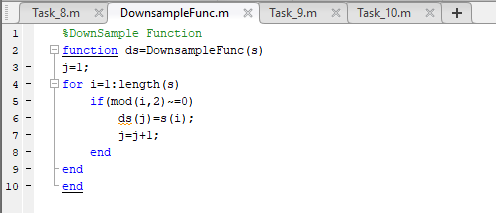 Task_8.m × DownsampleFunc.m × Task_9.m × Task_10.m × +
1 %DownSample Function
2 function ds=DownsampleFunc(s)
3 - j=1;
4 - for i=1:length(s)
5 - if(mod(i,2)~=0)
6 - ds(j)=s(i);
7 - j=j+1;
8 - end
9 - end
10 - end